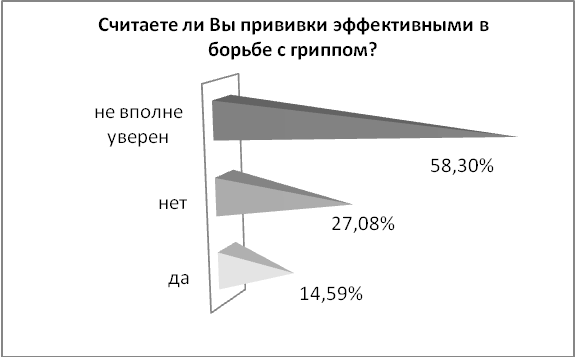 Считаете ли Вы прививки эффективными в
борьбе с гриппом?
не вполне
уверен
58,30%
нет
27,08%
да
14,59%